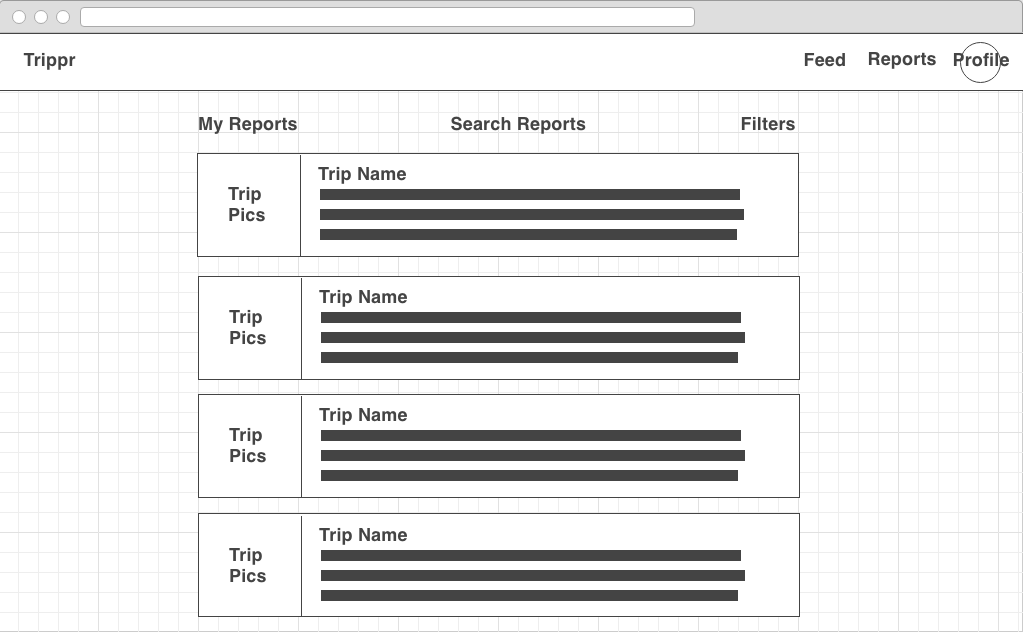 Trippr
Feed Reports Profile
My Reports Search Reports Filters
Trip Name
Trip
Pics
Trip Name
Trip
Pics
Trip Name
Trip
Pics
Trip Name
Trip
Pics